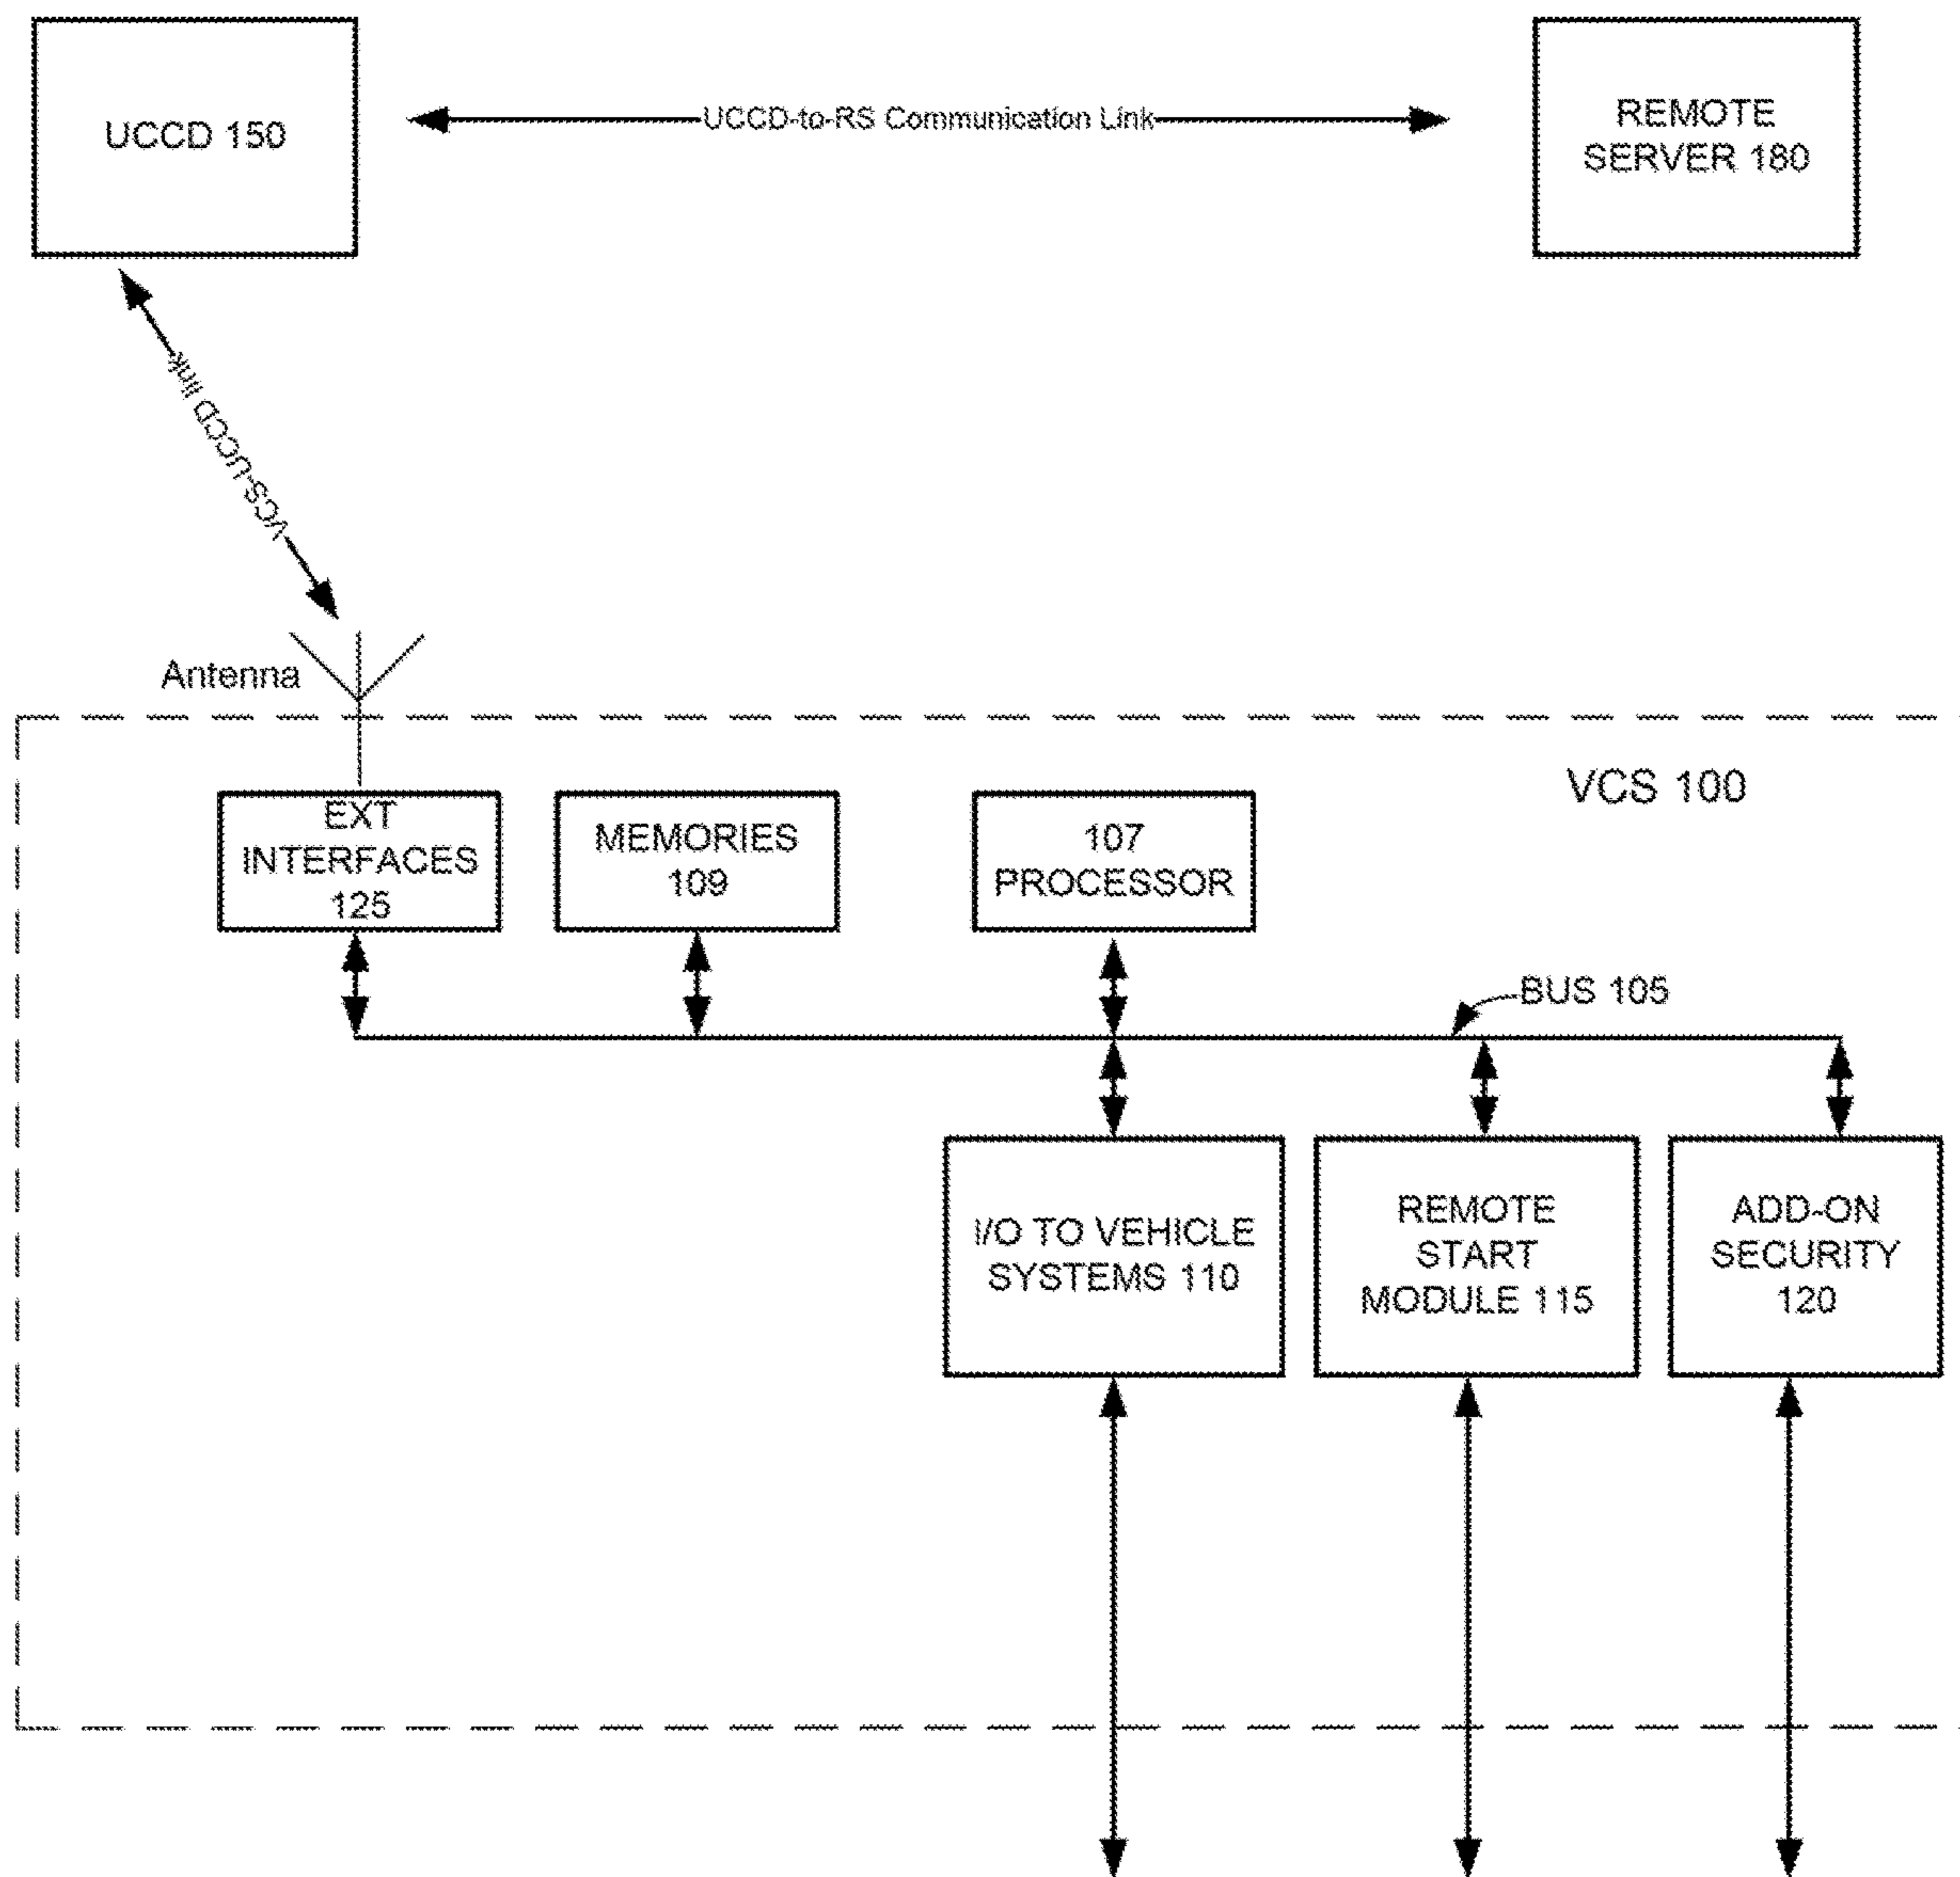 UCCD 150
UCCD-to-RS Communication Link
REMOTE
SERVER 180
VCS-UCCD link
Antenna
VCS 100
EXT
INTERFACES
125
MEMORIES
109
107
PROCESSOR
BUS 105
I/O TO VEHICLE
SYSTEMS 110
REMOTE
START
MODULE 115
ADD-ON
SECURITY
120